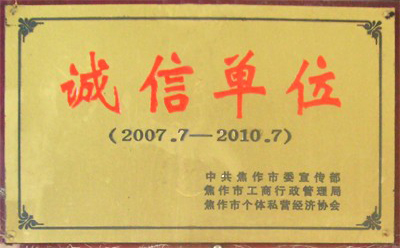 诚信单位
(2007.7—2010.7)
中共焦作市委宣传部
焦作市工商行政管理局
焦作市个体私营经济协会